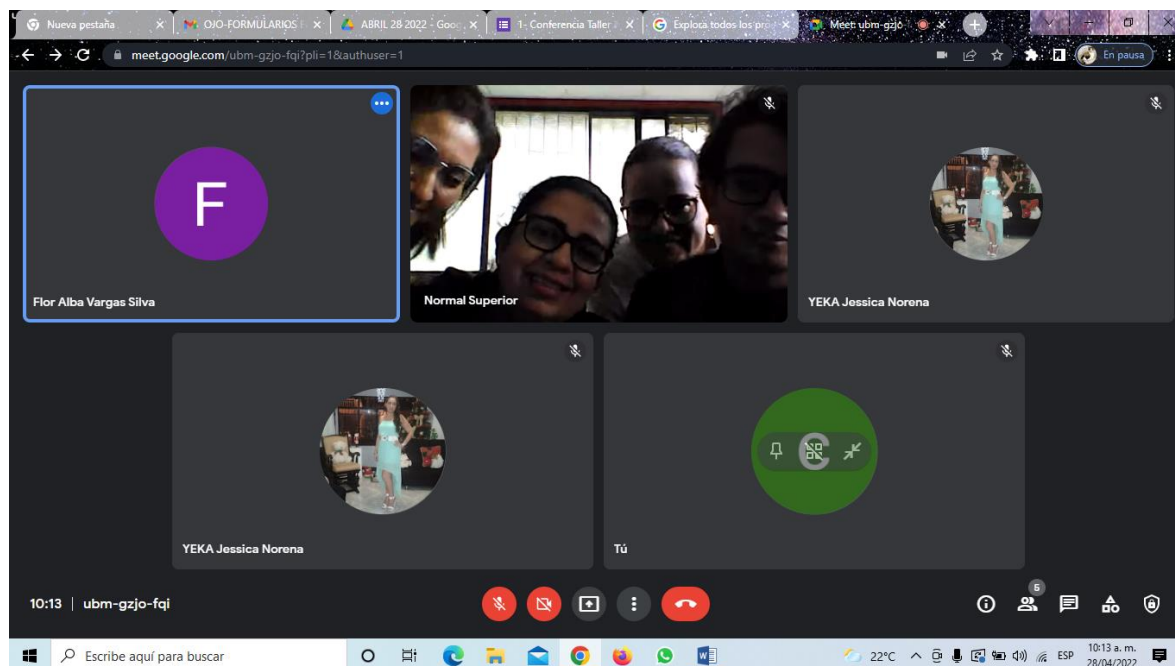 Nueva pestaña
OJO-FORMULARIOS
ABRIL 28 2022 - Goog
1- Conferencia Taller
Explora todos los pro
Meet: ubm-gzjo
meet.google.com/ubm-gzjo-fqi?pli=1&authuser=1
En pausa
F
Flor Alba Vargas Silva
Normal Superior
YEKA Jessica Norena
YEKA Jessica Norena
C
Tú
10:13 | ubm-gzjo-fqi
5
Escribe aquí para buscar
22°C
ESP
10:13 a. m.
28/04/2022